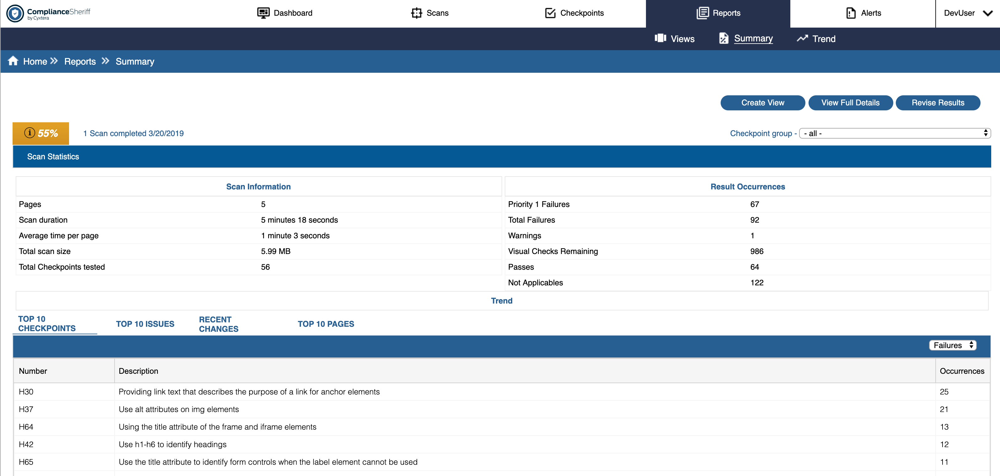 ComplianceSheriff
by Cyxtera
Dashboard
Scans
Checkpoints
Reports
Alerts
DevUser
Views
Summary
Trend
Home
Reports
Summary
Create View
View Full Details
Revise Results
55%
1 Scan completed 3/20/2019
Checkpoint group -
- all -
Scan Statistics
Scan Information
Pages 5
Scan duration 5 minutes 18 seconds
Average time per page 1 minute 3 seconds
Total scan size 5.99 MB
Total Checkpoints tested 56
Result Occurrences
Priority 1 Failures 67
Total Failures 92
Warnings 1
Visual Checks Remaining 986
Passes 64
Not Applicables 122
Trend
TOP 10
CHECKPOINTS
TOP 10 ISSUES
RECENT
CHANGES
TOP 10 PAGES
Failures
Number Description Occurrences
H30 Providing link text that describes the purpose of a link for anchor elements 25
H37 Use alt attributes on img elements 21
H64 Using the title attribute of the frame and iframe elements 13
H42 Use h1-h6 to identify headings 12
H65 Use the title attribute to identify form controls when the label element cannot be used 11